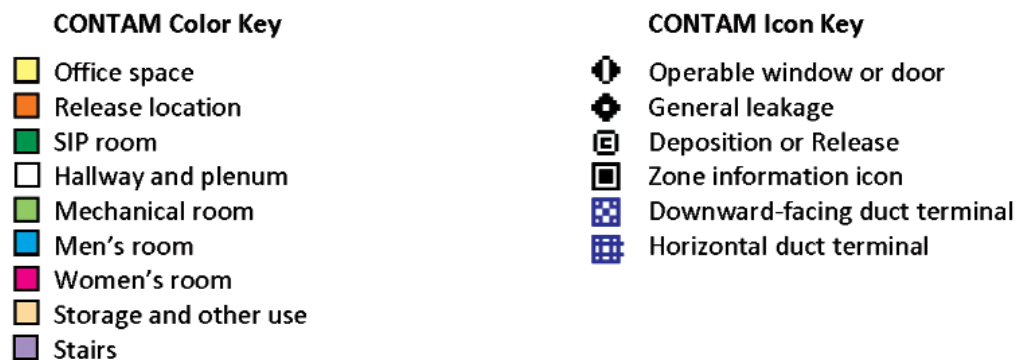 CONTAM Color Key
Office space
Release location
SIP room
Hallway and plenum
Mechanical room
Men's room
Women's room
Storage and other use
Stairs
CONTAM Icon Key
Operable window or door
General leakage
Deposition or Release
Zone information icon
Downward-facing duct terminal
Horizontal duct terminal